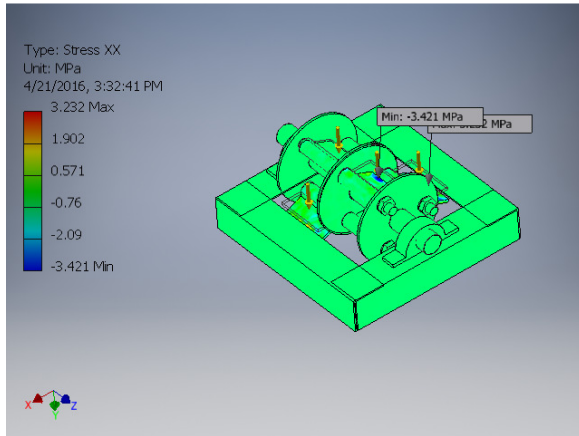 Type: Stress XX
Unit: MPa
4/21/2016, 3:32:41 PM
3.232 Max
1.902
0.571
-0.76
-2.09
-3.421 Min
Min: -3.421 MPa
MPa
X
Y
Z